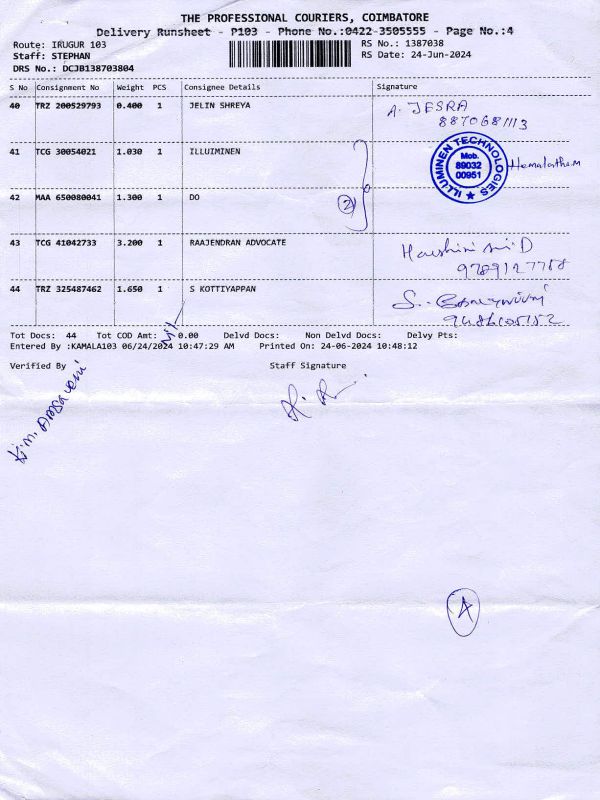 THE PROFESSIONAL COURIERS, COIMBATORE
Delivery Runsheet - P103 - Phone No.:0422-3505555 - Page No.:4
Route: IRUGUR 103 RS No.: 1387038
Staff: STEPHAN RS Date: 24-Jun-2024
DRS No.: DCJB138703804
S No Consignment No Weight PCS Consignee Details Signature
40 TRZ 200529793 0.400 1 JELIN SHREYA A. JESRA
8870681113
41 TCG 30054021 1.030 1 ILLUIMINEN
ILLUMINEN TECHNOLOGIES
Mob.
89032
00951
Hemalatha.M
42 MAA 650080041 1.300 1 DO
2
43 TCG 41042733 3.200 1 RAAJENDRAN ADVOCATE
9789127788
44 TRZ 325487462 1.650 1 S KOTTIYAPPAN
Tot Docs: 44 Tot COD Amt: 0.00 Delvd Docs: Non Delvd Docs: Delvy Pts:
Entered By :KAMALA103 06/24/2024 10:47:29 AM Printed On: 24-06-2024 10:48:12
Verified By Staff Signature
A